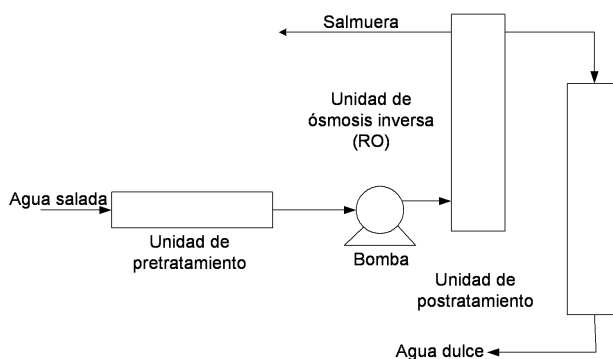 Salmuera
Unidad de
ósmosis inversa
(RO)
Agua salada
Unidad de
pretratamiento
Bomba
Unidad de
postratamiento
Agua dulce